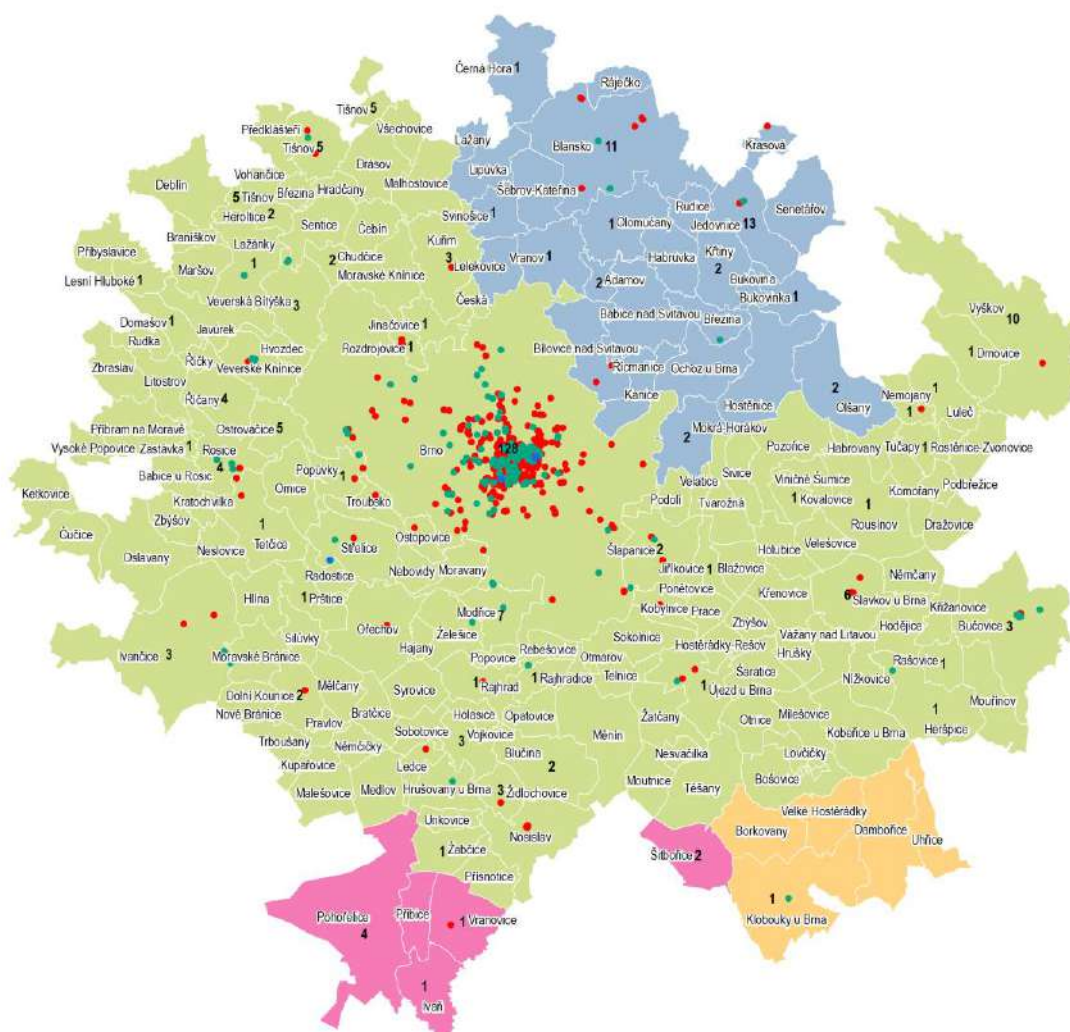 Černá Hora 1
Ráječko
Tišnov 5
Předklášteří
Všechovice
Lažany
Blansko 11
Krasová
Tišnov 5
Drásov
Lipůvka
Vohančice
Malhostovice
Deblín
Březina
Hradčany
Šebrov-Kateřina
5
Tišnov
Rudice
Senetářov
Heroltice 2
Svinošice 1
1
Olomučany
Jedovnice 13
Sentice
Čebín
Braníškov
Kuřim
Křtiny
Přibyslavice
Lažánky
1
2
Chudčice
3
Lelekovice
Vranov 1
Habrůvka
2
Maršov
Moravské Knínice
2
Adamov
Bukovina
Lesní Hluboké 1
Bukovinka 1
Veverská Bítýška
3
Česká
Vyškov 10
Domašov 1
Javůrek
Jinačovice 1
Babice nad Svitavou
Březina
Rudka
Hvozdec
Rozdrojovice 1
Bílovice nad Svitavou
1
Drnovice
Zbraslav
Říčky
Veverské Knínice
Řícmanice
Ochoz u Brna
Litostrov
2
Olšany
Nemojany
1
Říčany 4
Kanice
Hostěnice
1
Luleč
Příbram na Moravě
Ostrovačice 5
Mokrá-Horákov
2
Vysoké Popovice
Zastávka 1
Rosice
4
Brno
128
Pozořice
Habrovany
Tučapy 1
Rostěnice-Zvonovice
Babice u Rosic
Popůvky 1
Sivice
Viničné Šumice
Ketkovice
Omice
Velatice
1
Kovalovice
1
Komořany
Podbřežice
Kratochvilka
Troubsko
Podolí
Tvarožná
Zbýšov
Rousínov
Čučice
1
Tetčice
Ostopovice
Velešovice
Dražovice
Oslavany
Neslovice
Střelice
Šlapanice 2
Holubice
Nebovidy
Moravany
Jiříkovice 1
Blažovice
Radostice
Ponětovice
Němčany
Hlína
1
Prštice
Křenovice
6
Slavkov u Brna
Modřice
7
Kobylnice
Prace
Křižanovice
Ořechov
Želešice
Zbýšov
Hodějice
Bučovice 3
Silůvky
Sokolnice
Vážany nad Litavou
Ivančice 3
Hajany
Rebešovice
Hostěrádky-Rešov
Hrušky
Moravské Bránice
Popovice
Otmarov
Rašovice 1
Mělčany
1
Rajhrad
1
Rajhradice
Telnice
Šaratice
Nížkovice
Dolní Kounice 2
Syrovice
1
Újezd u Brna
Mouřínov
Nové Bránice
Bratčice
Holasice
Opatovice
Žatčany
Otnice
Milešovice
1
Heršpice
Pravlov
Sobotovice
3
Vojkovice
Měnín
Kobeřice u Brna
Trboušany
Němčičky
Blučina
2
Nesvačilka
Lovčičky
Kupařovice
Ledce
Moutnice
Těšany
Bošovice
Malešovice
Medlov
Hrušovany u Brna
3
Židlochovice
Velké Hostěrádky
Unkovice
Nosislav
Borkovany
Dambořice
Uhřice
1
Žabčice
Šitbořice 2
Přísnotice
1
Klobouky u Brna
Pohořelice
4
Přibice
1
Vranovice
1
Ivaň